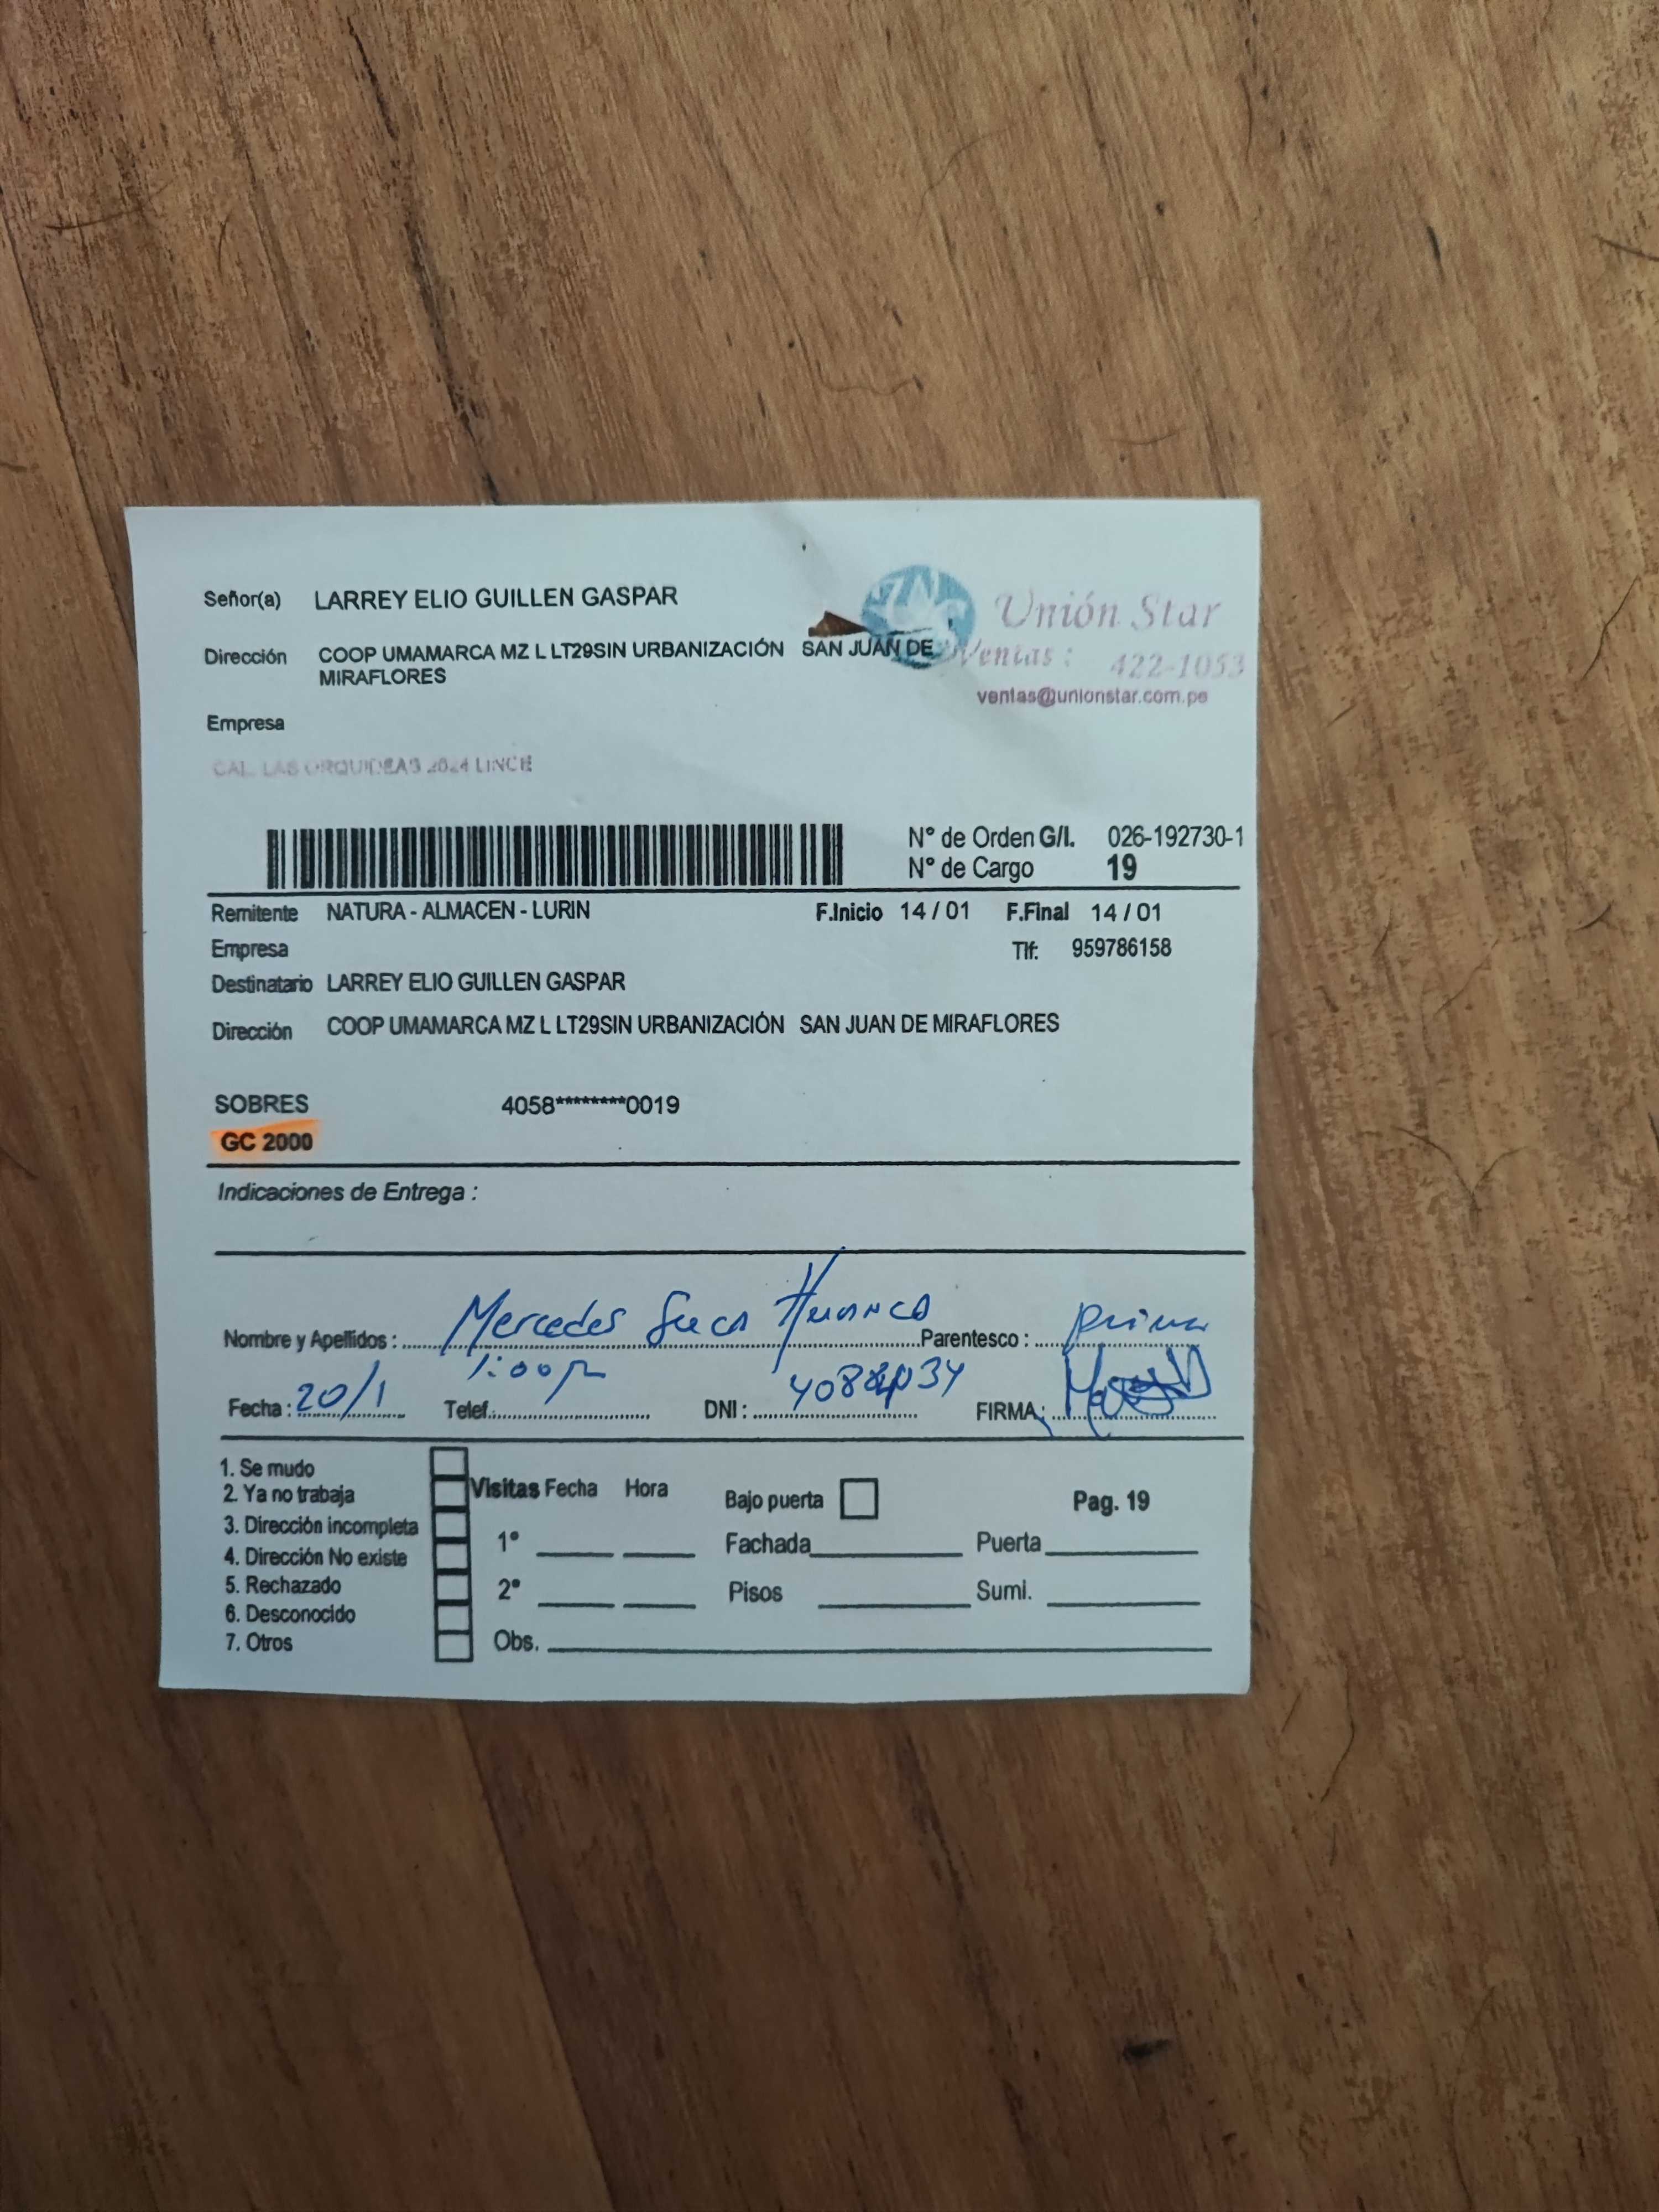 Señor(a) LARREY ELIO GUILLEN GASPAR
Unión Star
Dirección COOP UMAMARCA MZ L LT29SIN URBANIZACIÓN SAN JUAN DE
MIRAFLORES
Ventas : 422-1053
ventas@unionstar.com.pe
Empresa
CAL. LAS ORQUIDEAS 2624 LINCE
N° de Orden G/I. 026-192730-1
N° de Cargo 19
Remitente NATURA - ALMACEN - LURIN F.Inicio 14 / 01 F.Final 14 / 01
Empresa Tlf: 959786158
Destinatario LARREY ELIO GUILLEN GASPAR
Dirección COOP UMAMARCA MZ L LT29SIN URBANIZACIÓN SAN JUAN DE MIRAFLORES
SOBRES 4058********0019
GC 2000
Indicaciones de Entrega :
Nombre y Apellidos : Mercedes Huanca Parentesco : prima
1:00p
Fecha : 20/1 Telef.: DNI : FIRMA :
1. Se mudo
2. Ya no trabaja
3. Dirección incompleta
4. Dirección No existe
5. Rechazado
6. Desconocido
7. Otros
Visitas Fecha Hora
1°
2°
Obs.
Bajo puerta Pag. 19
Fachada Puerta
Pisos Sumi.